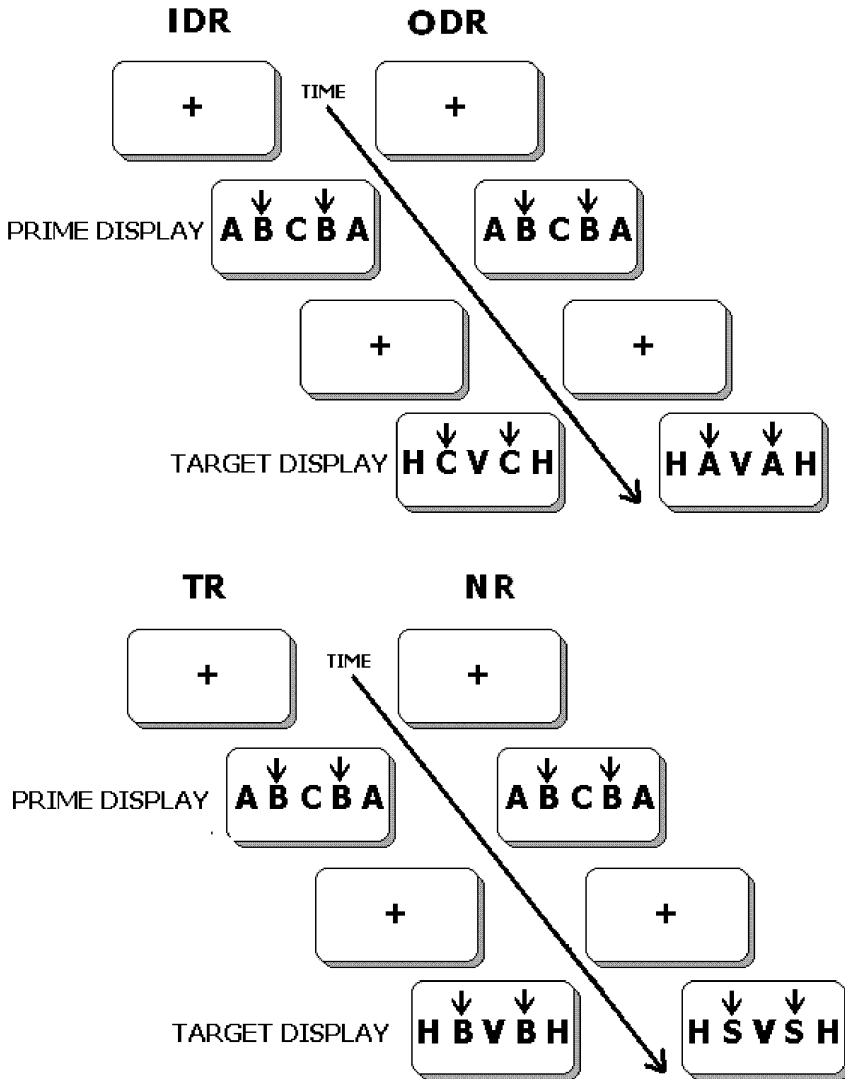 IDR ODR
+ TIME +
PRIME DISPLAY A B C B A A B C B A
+ +
TARGET DISPLAY H C V C H H A V A H
TR NR
+ TIME +
PRIME DISPLAY A B C B A A B C B A
+ +
TARGET DISPLAY H B V B H H S V S H